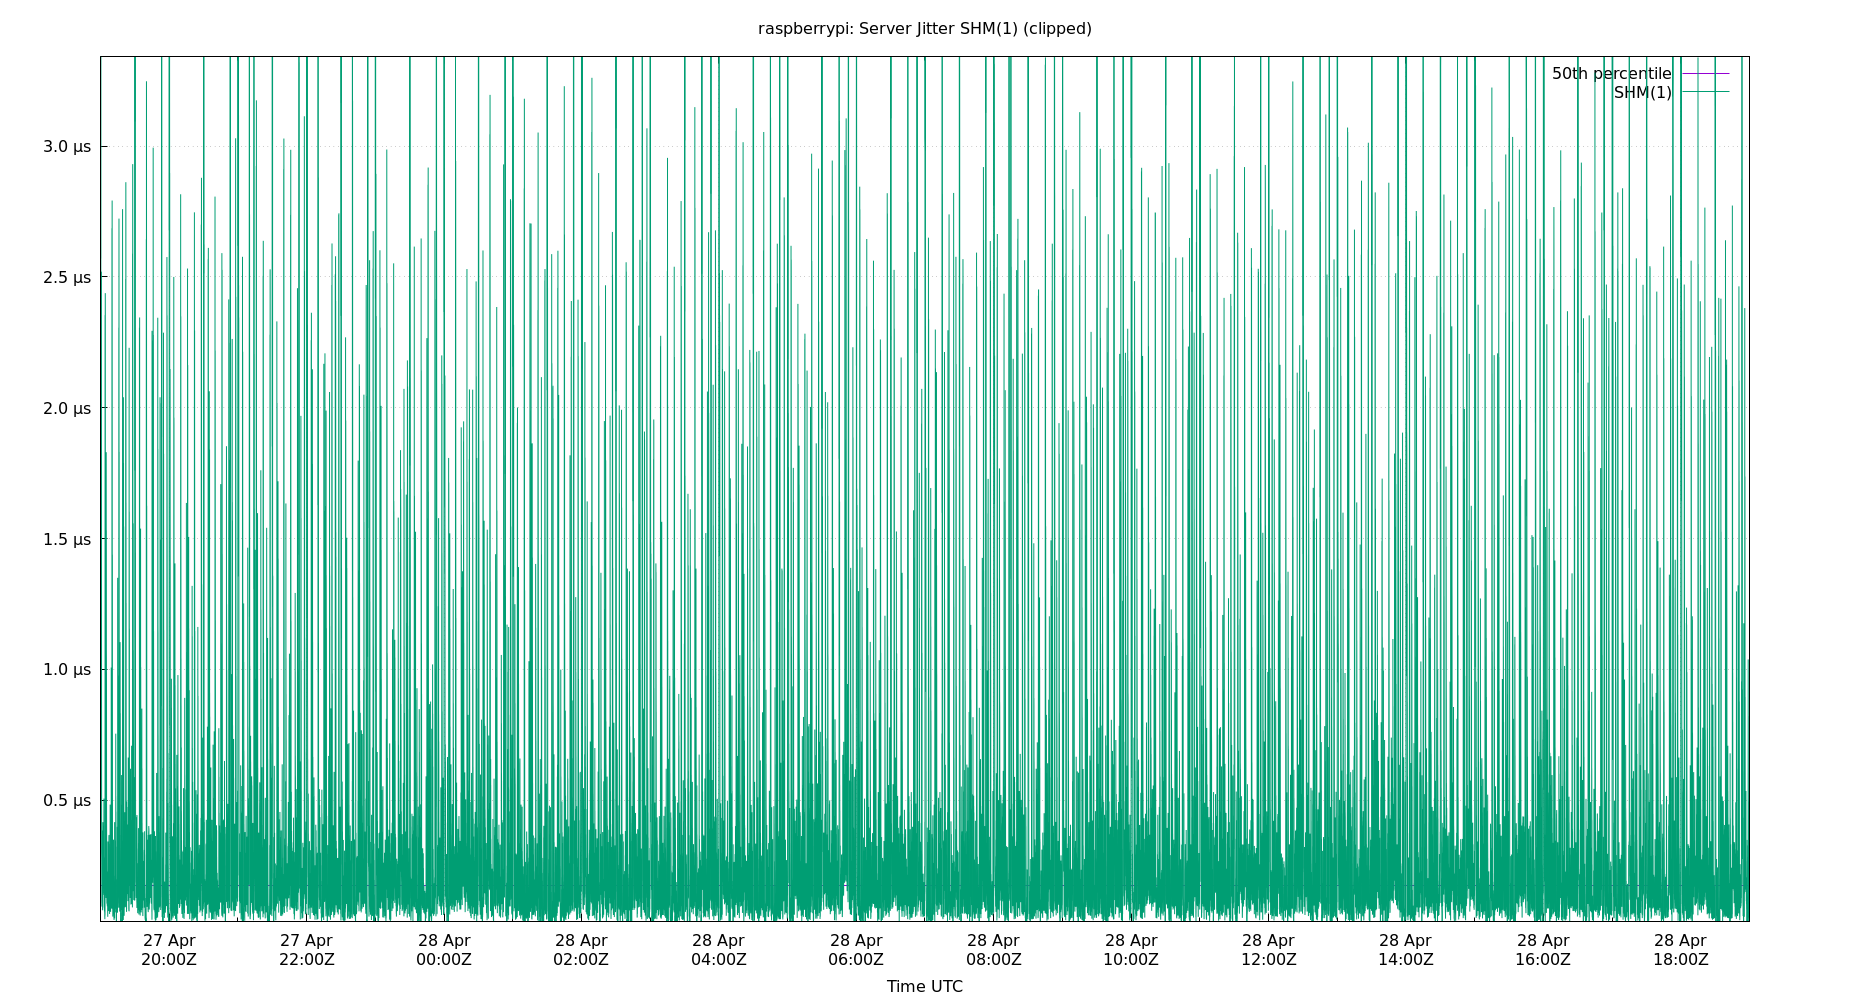 raspberrypi: Server Jitter SHM(1) (clipped)
50th percentile
SHM(1)
3.0 µs
2.5 µs
2.0 µs
1.5 µs
1.0 µs
0.5 µs
27 Apr 27 Apr 28 Apr 28 Apr 28 Apr 28 Apr 28 Apr 28 Apr 28 Apr 28 Apr 28 Apr 28 Apr
20:00Z 22:00Z 00:00Z 02:00Z 04:00Z 06:00Z 08:00Z 10:00Z 12:00Z 14:00Z 16:00Z 18:00Z
Time UTC